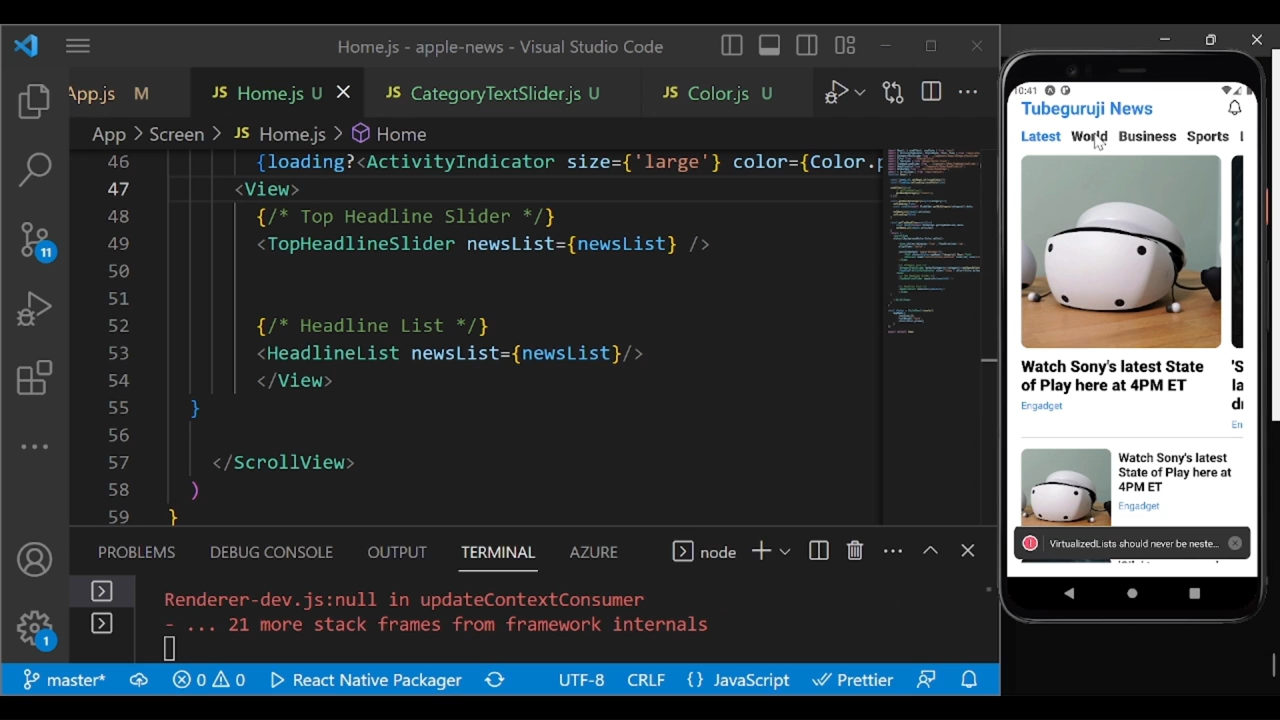 Home.js - apple-news - Visual Studio Code
App.js M
JS Home.js U
JS CategoryTextSlider.js U
JS Color.js U
App > Screen > JS Home.js > Home
46 {loading?<ActivityIndicator size={'large'} color={Color.p
47 <View>
48 {/* Top Headline Slider */}
49 <TopHeadlineSlider newsList={newsList} />
50
51
52 {/* Headline List */}
53 <HeadlineList newsList={newsList}/>
54 </View>
55 }
56
57 </ScrollView>
58 )
59 }
11
1
PROBLEMS DEBUG CONSOLE OUTPUT TERMINAL AZURE node
Renderer-dev.js:null in updateContextConsumer
- ... 21 more stack frames from framework internals
master* 0 0 React Native Packager UTF-8 CRLF {} JavaScript Prettier
10:41
Tubeguruji News
Latest World Business Sports
Watch Sony's latest State
of Play here at 4PM ET
Engadget
'S
la
d
En
Watch Sony's latest
State of Play here at
4PM ET
Engadget
VirtualizedLists should never be neste...